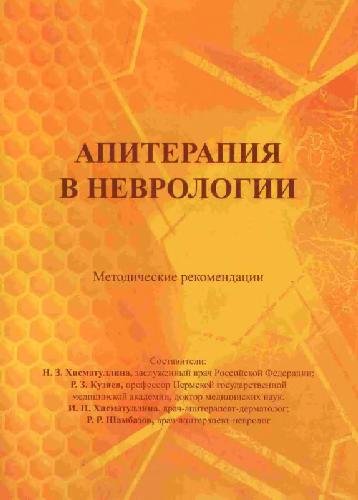 АПИТЕРАПИЯ
В НЕВРОЛОГИИ
Методические рекомендации
Составители:
Н. З. Хисматуллина, заслуженный врач Российской Федерации;
Р. З. Кузяев, профессор Пермской государственной
медицинской академии, доктор медицинских наук.
И. П. Хисматуллина, врач-апитерапевт-дерматолог;
Р. Р. Шамбазов, врач-апитерапевт-невролог